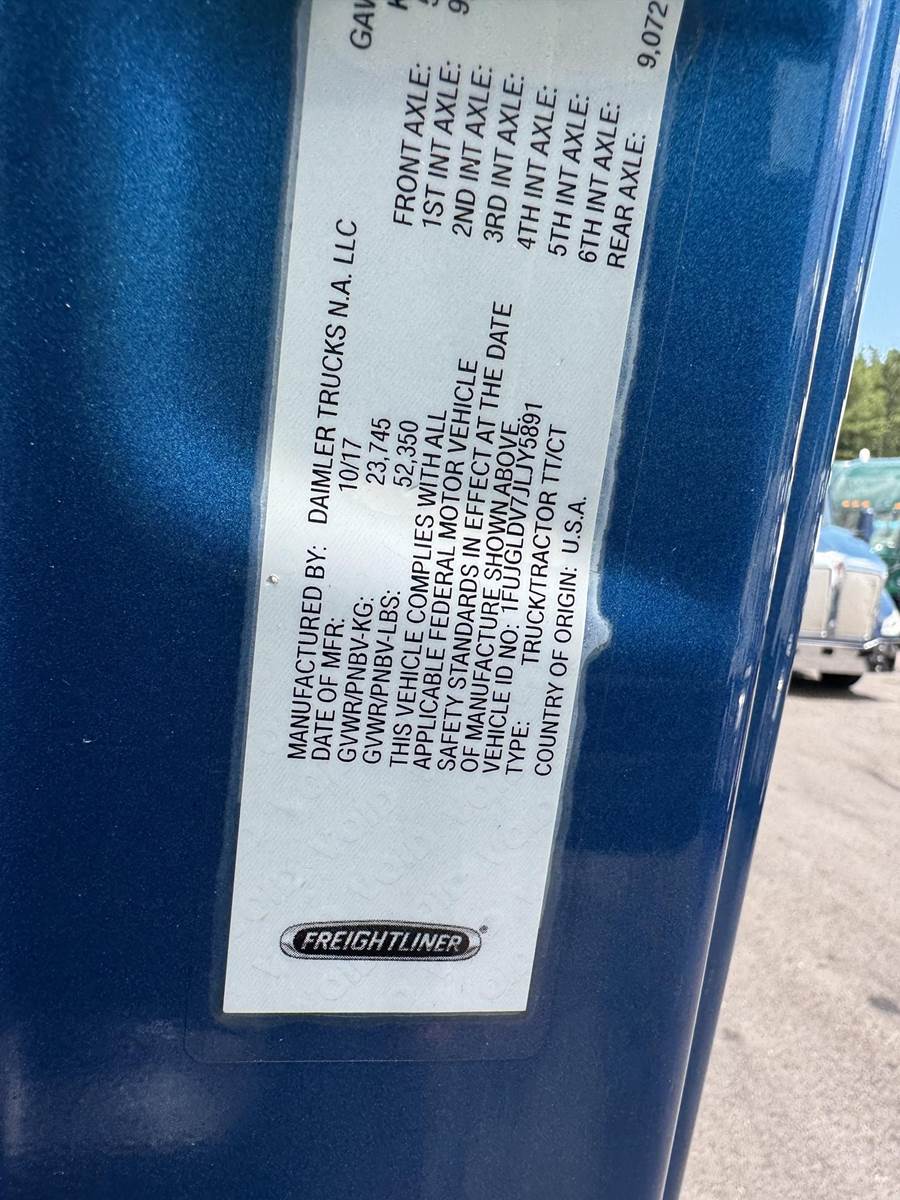 MANUFACTURED BY: DAIMLER TRUCKS N.A. LLC
DATE OF MFR: 10/17
GVWR/PNBV-KG: 23,745
GVWR/PNBV-LBS: 52,350
THIS VEHICLE COMPLIES WITH ALL
APPLICABLE FEDERAL MOTOR VEHICLE
SAFETY STANDARDS IN EFFECT AT THE DATE
OF MANUFACTURE SHOWN ABOVE.
VEHICLE ID NO: 1FUJGLDV7JLJY5891
TYPE: TRUCK/TRACTOR TT/CT
COUNTRY OF ORIGIN: U.S.A.
FRONT AXLE:
1ST INT AXLE:
2ND INT AXLE:
3RD INT AXLE:
4TH INT AXLE:
5TH INT AXLE:
6TH INT AXLE:
REAR AXLE: 9,072
FREIGHTLINER®